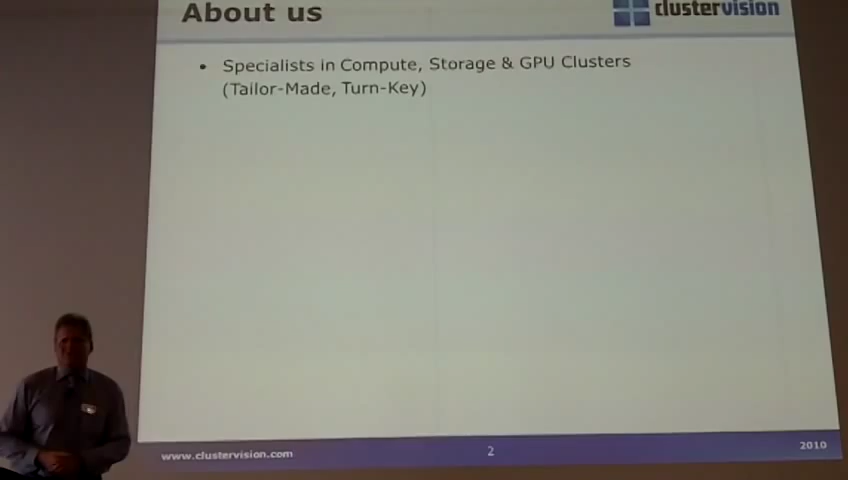 About us
clustervision
• Specialists in Compute, Storage & GPU Clusters
(Tailor-Made, Turn-Key)
www.clustervision.com
2
2010